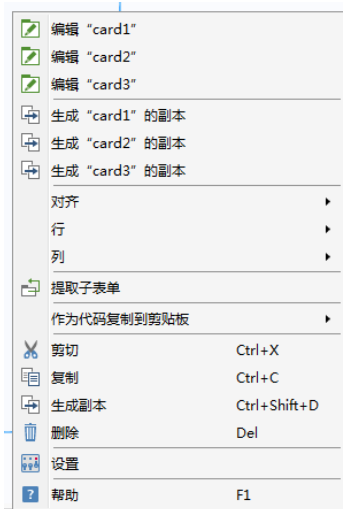 编辑 “card1”
编辑 “card2”
编辑 “card3”
生成 “card1” 的副本
生成 “card2” 的副本
生成 “card3” 的副本
对齐
行
列
提取子表单
作为代码复制到剪贴板
剪切 Ctrl+X
复制 Ctrl+C
生成副本 Ctrl+Shift+D
删除 Del
设置
帮助 F1